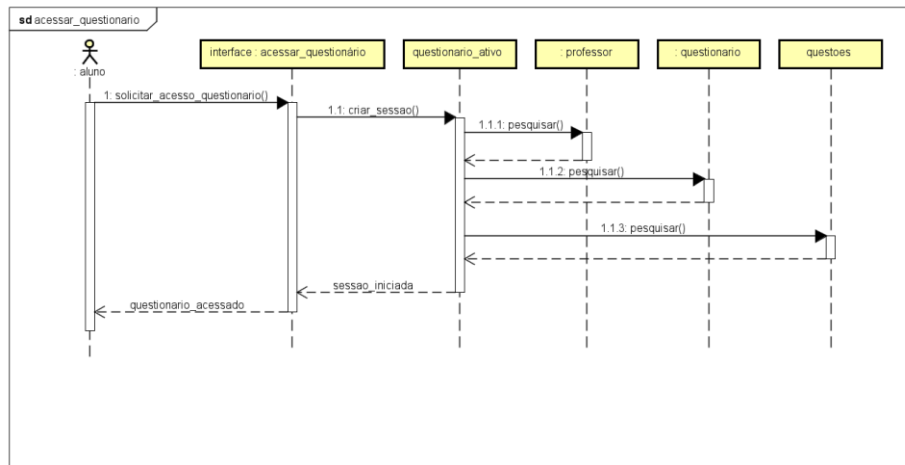 sd acessar_questionario
: aluno
interface : acessar_questionário
questionario_ativo
: professor
: questionario
questoes
1: solicitar_acesso_questionario()
1.1: criar_sessao()
1.1.1: pesquisar()
1.1.2: pesquisar()
1.1.3: pesquisar()
sessao_iniciada
questionario_acessado